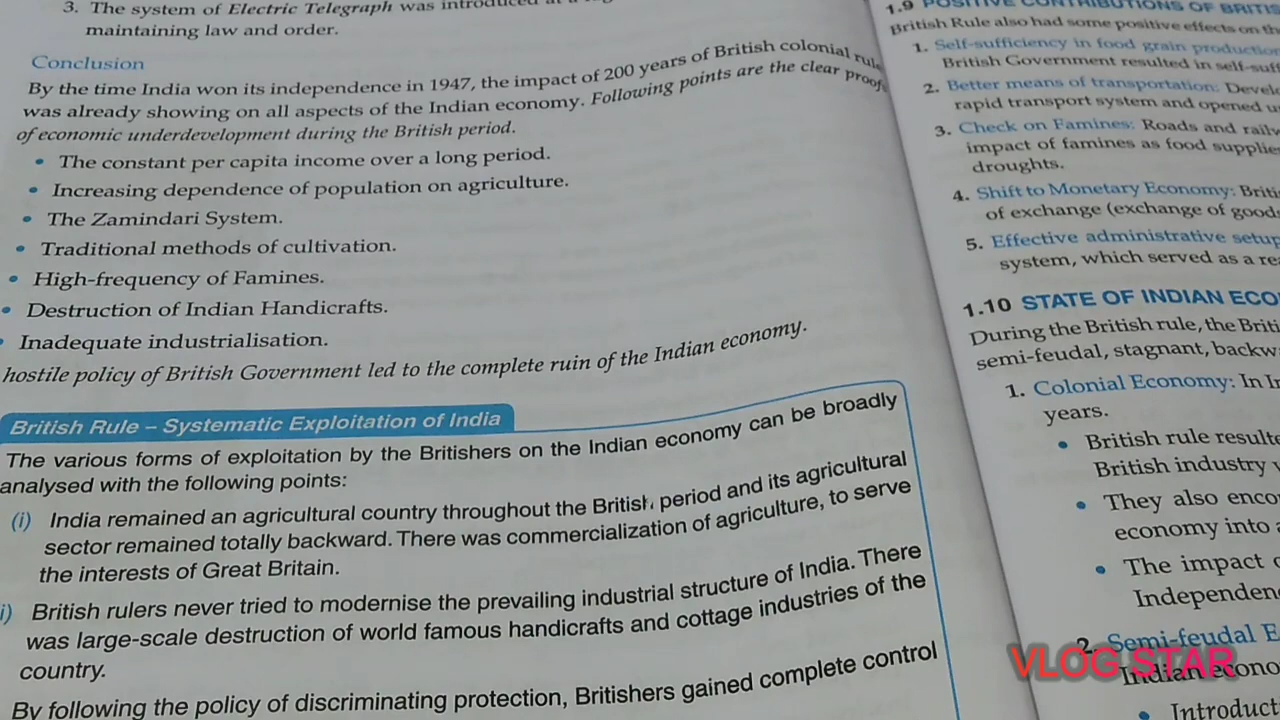 3. The system of Electric Telegraph was introduced at a
maintaining law and order.
Conclusion
By the time India won its independence in 1947, the impact of 200 years of British colonial rule
was already showing on all aspects of the Indian economy. Following points are the clear proofs
of economic underdevelopment during the British period.
• The constant per capita income over a long period.
• Increasing dependence of population on agriculture.
• The Zamindari System.
• Traditional methods of cultivation.
• High-frequency of Famines.
• Destruction of Indian Handicrafts.
• Inadequate industrialisation.
hostile policy of British Government led to the complete ruin of the Indian economy.
British Rule – Systematic Exploitation of India
The various forms of exploitation by the Britishers on the Indian economy can be broadly
analysed with the following points:
(i) India remained an agricultural country throughout the British period and its agricultural
sector remained totally backward. There was commercialization of agriculture, to serve
the interests of Great Britain.
i) British rulers never tried to modernise the prevailing industrial structure of India. There
was large-scale destruction of world famous handicrafts and cottage industries of the
country.
By following the policy of discriminating protection, Britishers gained complete control
1.9 POSITIVE CONTRIBUTIONS OF BRITIS
British Rule also had some positive effects on th
1. Self-sufficiency in food grain production
British Government resulted in self-suff
2. Better means of transportation: Devel
rapid transport system and opened u
3. Check on Famines: Roads and railw
impact of famines as food supplie
droughts.
4. Shift to Monetary Economy: Briti
of exchange (exchange of good
5. Effective administrative setup
system, which served as a re
1.10 STATE OF INDIAN ECO
During the British rule, the Briti
semi-feudal, stagnant, backw
1. Colonial Economy: In In
years.
• British rule resulte
British industry
• They also enco
economy into
• The impact
Independen
2. Semi-feudal E
Indian econo
• Introduct
VLOG STAR